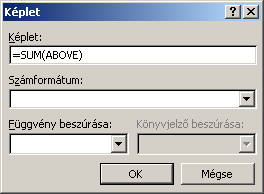 Képlet
Képlet:
=SUM(ABOVE)
Számformátum:
Függvény beszúrása: Könyvjelző beszúrása:
OK Mégse